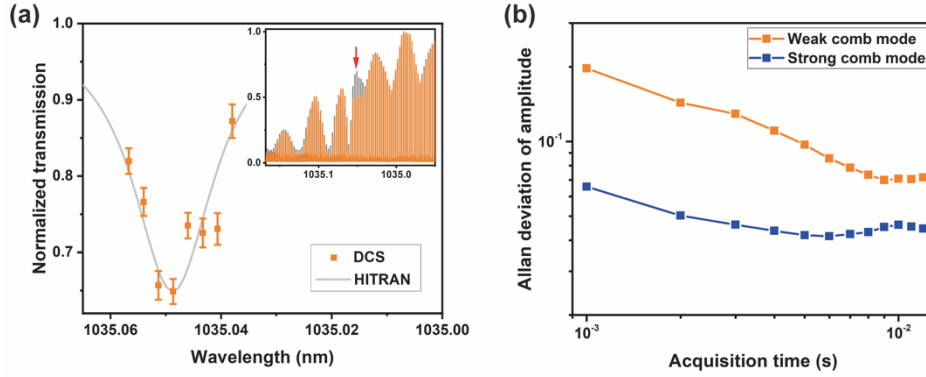 (a)
1.0
0.9
0.8
0.7
Normalized transmission
1035.06
1035.04
1035.02
1035.00
Wavelength (nm)
DCS
HITRAN
1.0
0.5
0.0
1035.1
1035.0
(b)
Weak comb mode
Strong comb mode
Allan deviation of amplitude
10-1
10-3
10-2
Acquisition time (s)